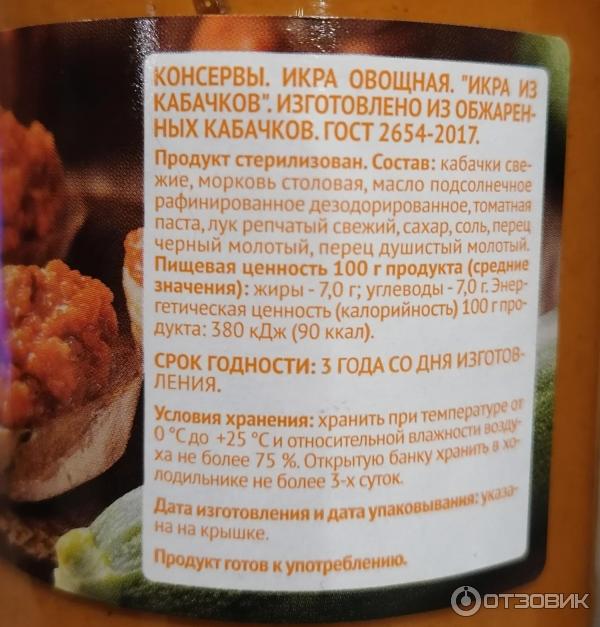 КОНСЕРВЫ. ИКРА ОВОЩНАЯ. "ИКРА ИЗ
КАБАЧКОВ". ИЗГОТОВЛЕНО ИЗ ОБЖАРЕН-
НЫХ КАБАЧКОВ. ГОСТ 2654-2017.
Продукт стерилизован. Состав: кабачки све-
жие, морковь столовая, масло подсолнечное
рафинированное дезодорированное, томатная
паста, лук репчатый свежий, сахар, соль, перец
черный молотый, перец душистый молотый.
Пищевая ценность 100 г продукта (средние
значения): жиры - 7,0 г; углеводы - 7,0 г. Энер-
гетическая ценность (калорийность) 100 г про-
дукта: 380 кДж (90 ккал).
СРОК ГОДНОСТИ: 3 ГОДА СО ДНЯ ИЗГОТОВ-
ЛЕНИЯ.
Условия хранения: хранить при температуре от
0 °С до +25 °С и относительной влажности возду-
ха не более 75 %. Открытую банку хранить в хо-
лодильнике не более 3-х суток.
Дата изготовления и дата упаковывания: указа-
на на крышке.
Продукт готов к употреблению.
ОТЗОВИК